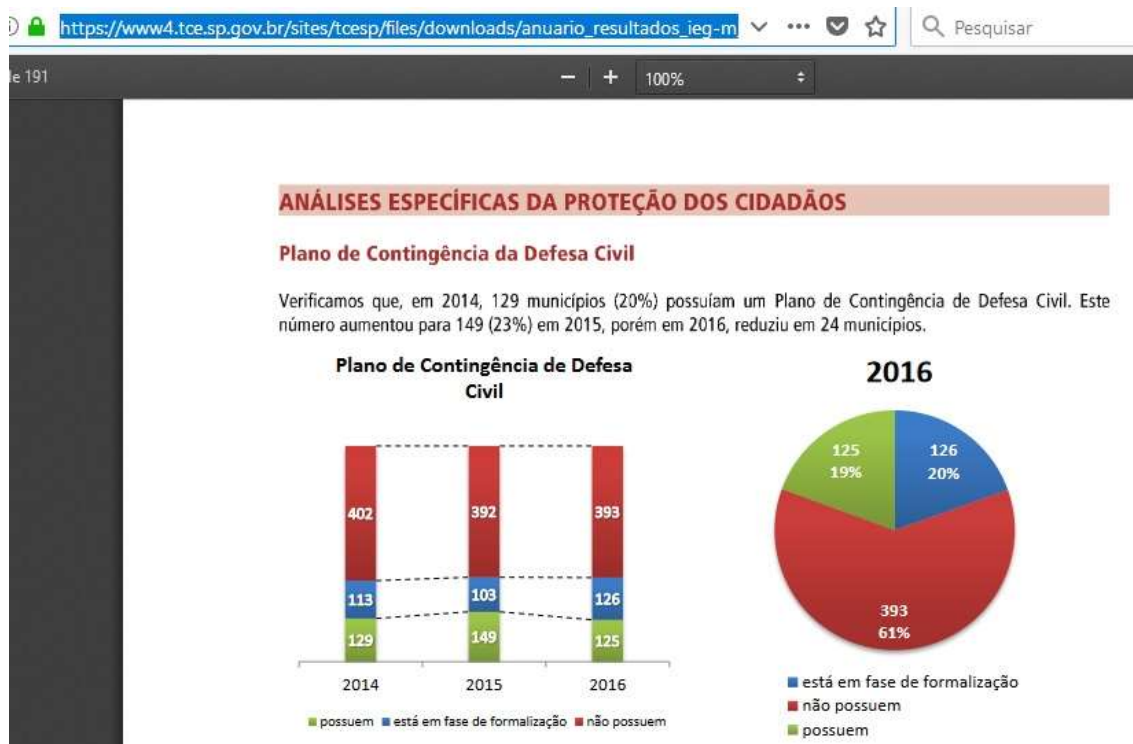 https://www4.tce.sp.gov.br/sites/tcesp/files/downloads/anuario_resultados_ieg-m
Pesquisar
de 191
100%
ANÁLISES ESPECÍFICAS DA PROTEÇÃO DOS CIDADÃOS
Plano de Contingência da Defesa Civil
Verificamos que, em 2014, 129 municípios (20%) possuíam um Plano de Contingência de Defesa Civil. Este
número aumentou para 149 (23%) em 2015, porém em 2016, reduziu em 24 municípios.
Plano de Contingência de Defesa
Civil
402
392
393
113
103
126
129
149
125
2014
2015
2016
possuem está em fase de formalização não possuem
2016
125
19%
126
20%
393
61%
está em fase de formalização
não possuem
possuem